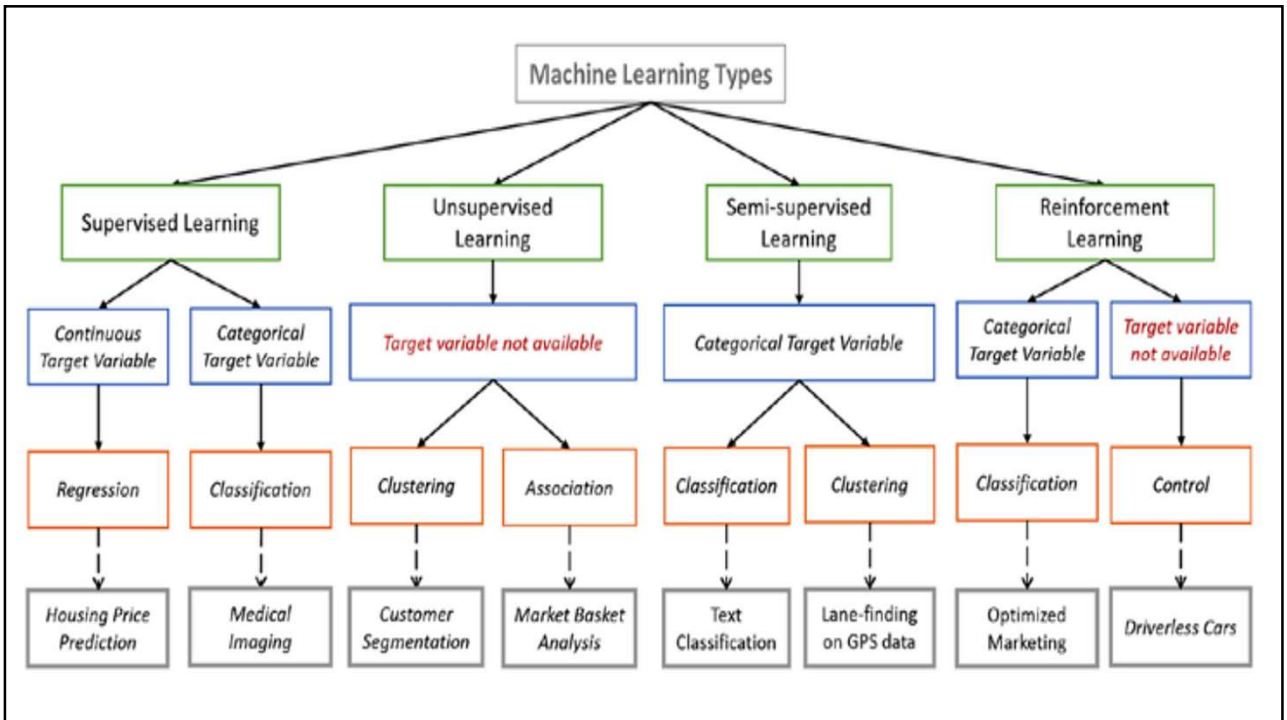 Machine Learning Types
Supervised Learning
Unsupervised
Learning
Semi-supervised
Learning
Reinforcement
Learning
Continuous
Target Variable
Categorical
Target Variable
Target variable not available
Categorical Target Variable
Categorical
Target Variable
Target variable
not available
Regression
Classification
Clustering
Association
Classification
Clustering
Classification
Control
Housing Price
Prediction
Medical
Imaging
Customer
Segmentation
Market Basket
Analysis
Text
Classification
Lane-finding
on GPS data
Optimized
Marketing
Driverless Cars